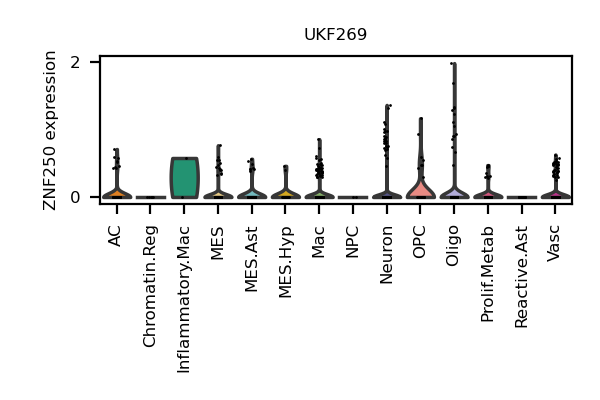 UKF269
ZNF250 expression
2
0
AC
Chromatin.Reg
Inflammatory.Mac
MES
MES.Ast
MES.Hyp
Mac
NPC
Neuron
OPC
Oligo
Prolif.Metab
Reactive.Ast
Vasc